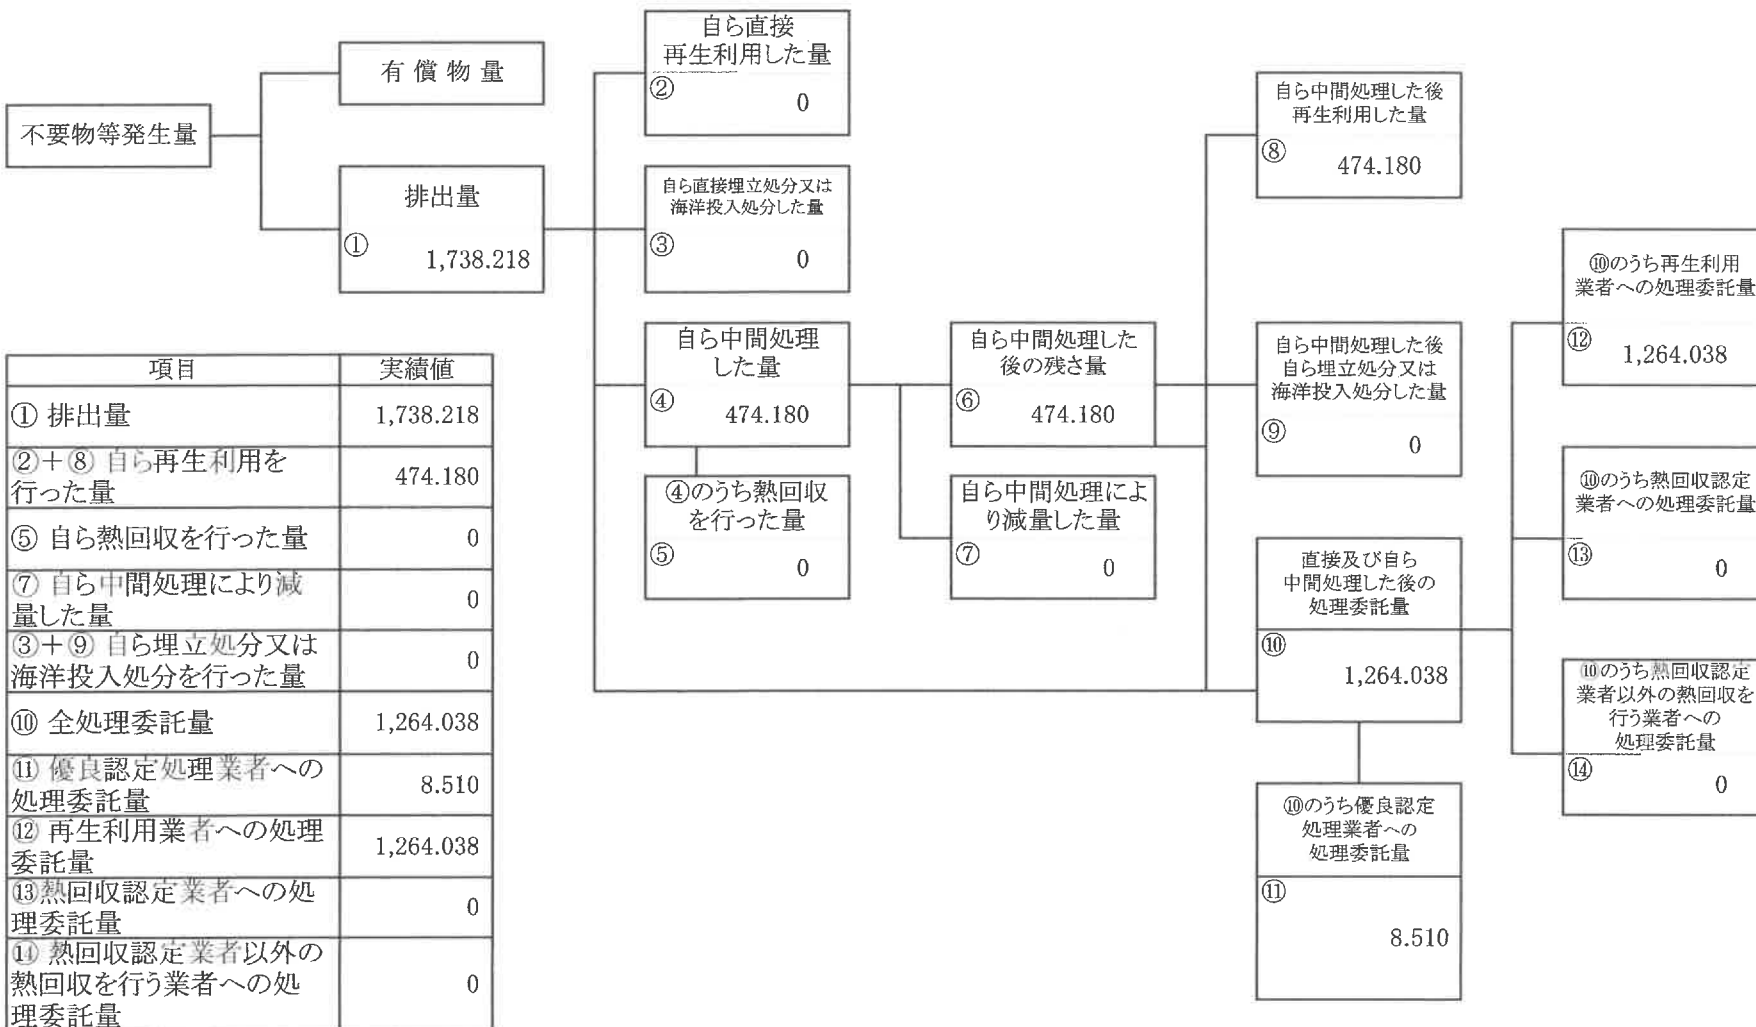 不要物等発生量
有償物量
排出量
①
1,738.218
自ら直接
再生利用した量
②
0
自ら直接埋立処分又は
海洋投入処分した量
③
0
自ら中間処理
した量
④
474.180
④のうち熱回収
を行った量
⑤
0
自ら中間処理した
後の残さ量
⑥
474.180
自ら中間処理によ
り減量した量
⑦
0
自ら中間処理した後
再生利用した量
⑧
474.180
自ら中間処理した後
自ら埋立処分又は
海洋投入処分した量
⑨
0
直接及び自ら
中間処理した後の
処理委託量
⑩
1,264.038
⑩のうち優良認定
処理業者への
処理委託量
⑪
8.510
⑩のうち再生利用
業者への処理委託量
⑫
1,264.038
⑩のうち熱回収認定
業者への処理委託量
⑬
0
⑩のうち熱回収認定
業者以外の熱回収を
行う業者への
処理委託量
⑭
0
項目 実績値
① 排出量 1,738.218
②+⑧ 自ら再生利用を
行った量 474.180
⑤ 自ら熱回収を行った量 0
⑦ 自ら中間処理により減
量した量 0
③+⑨ 自ら埋立処分又は
海洋投入処分を行った量 0
⑩ 全処理委託量 1,264.038
⑪ 優良認定処理業者への
処理委託量 8.510
⑫ 再生利用業者への処理
委託量 1,264.038
⑬熱回収認定業者への処
理委託量 0
⑭ 熱回収認定業者以外の
熱回収を行う業者への処
理委託量 0